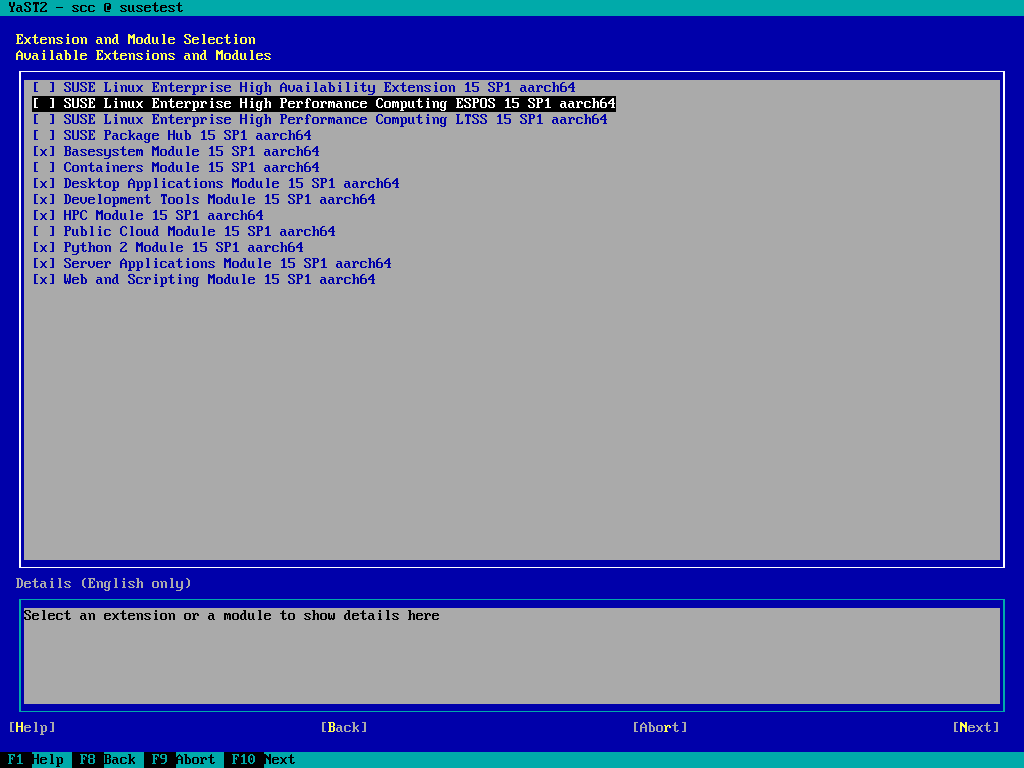 YaST2 - scc @ susetest
Extension and Module Selection
Available Extensions and Modules
[ ] SUSE Linux Enterprise High Availability Extension 15 SP1 aarch64
[ ] SUSE Linux Enterprise High Performance Computing ESPOS 15 SP1 aarch64
[ ] SUSE Linux Enterprise High Performance Computing LTSS 15 SP1 aarch64
[ ] SUSE Package Hub 15 SP1 aarch64
[x] Basesystem Module 15 SP1 aarch64
[ ] Containers Module 15 SP1 aarch64
[x] Desktop Applications Module 15 SP1 aarch64
[x] Development Tools Module 15 SP1 aarch64
[x] HPC Module 15 SP1 aarch64
[ ] Public Cloud Module 15 SP1 aarch64
[x] Python 2 Module 15 SP1 aarch64
[x] Server Applications Module 15 SP1 aarch64
[x] Web and Scripting Module 15 SP1 aarch64
Details (English only)
Select an extension or a module to show details here
[Help] [Back] [Abort] [Next]
F1 Help F8 Back F9 Abort F10 Next